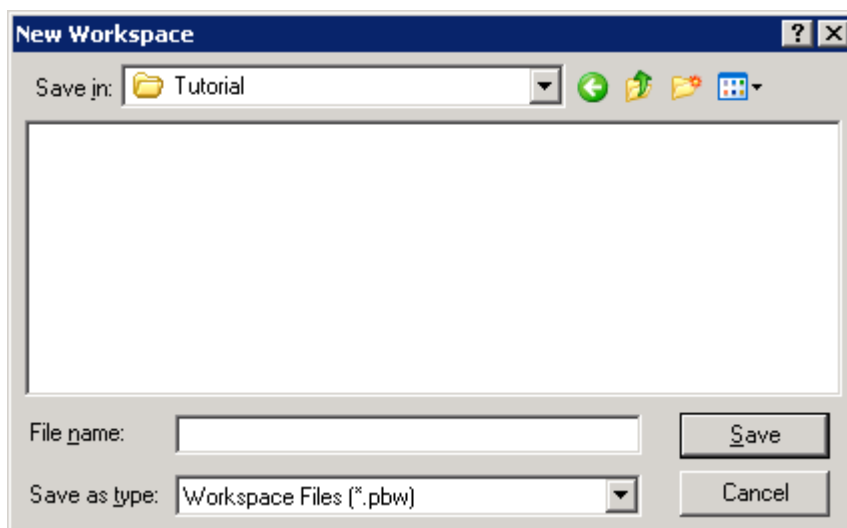 New Workspace
Save in: Tutorial
File name: Save
Save as type: Workspace Files (*.pbw) Cancel